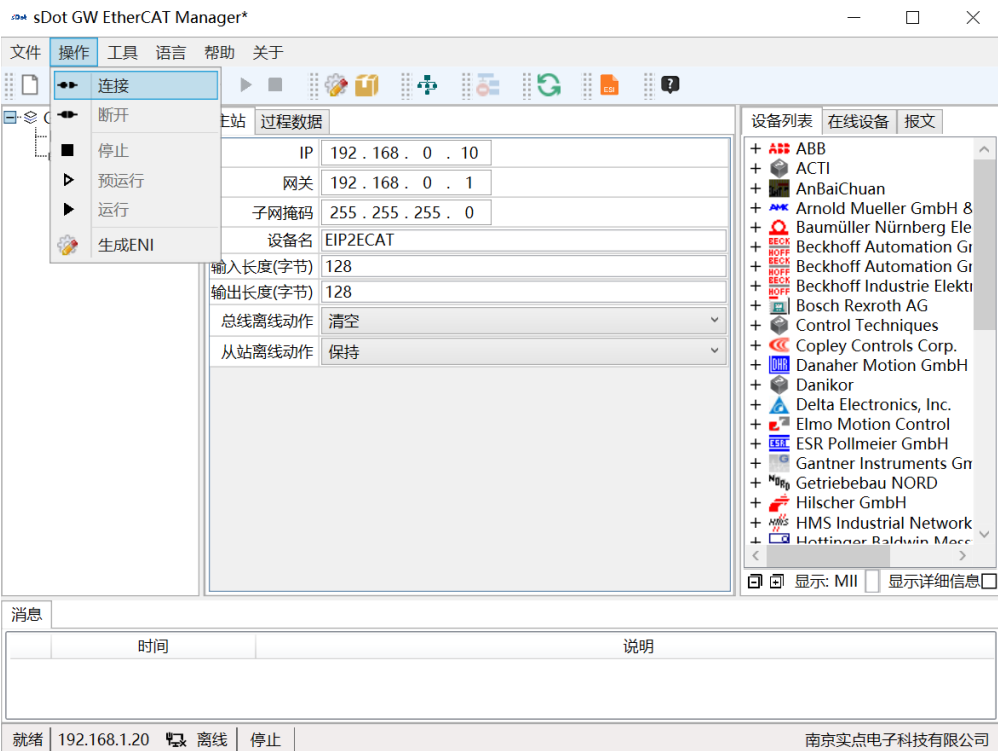 sDot GW EtherCAT Manager*
文件 操作 工具 语言 帮助 关于
连接
断开
停止
预运行
运行
生成ENI
主站 过程数据
IP 192 . 168 . 0 . 10
网关 192 . 168 . 0 . 1
子网掩码 255 . 255 . 255 . 0
设备名 EIP2ECAT
输入长度(字节) 128
输出长度(字节) 128
总线离线动作 清空
从站离线动作 保持
设备列表 在线设备 报文
ABB
ACTI
AnBaiChuan
Arnold Mueller GmbH &
Baumüller Nürnberg Ele
Beckhoff Automation Gr
Beckhoff Automation Gr
Beckhoff Industrie Elektr
Bosch Rexroth AG
Control Techniques
Copley Controls Corp.
Danaher Motion GmbH
Danikor
Delta Electronics, Inc.
Elmo Motion Control
ESR Pollmeier GmbH
Gantner Instruments Gm
Getriebebau NORD
Hilscher GmbH
HMS Industrial Network
Hottinger Baldwin Mess
显示: MII 显示详细信息
消息
时间 说明
就绪 192.168.1.20 离线 停止 南京实点电子科技有限公司